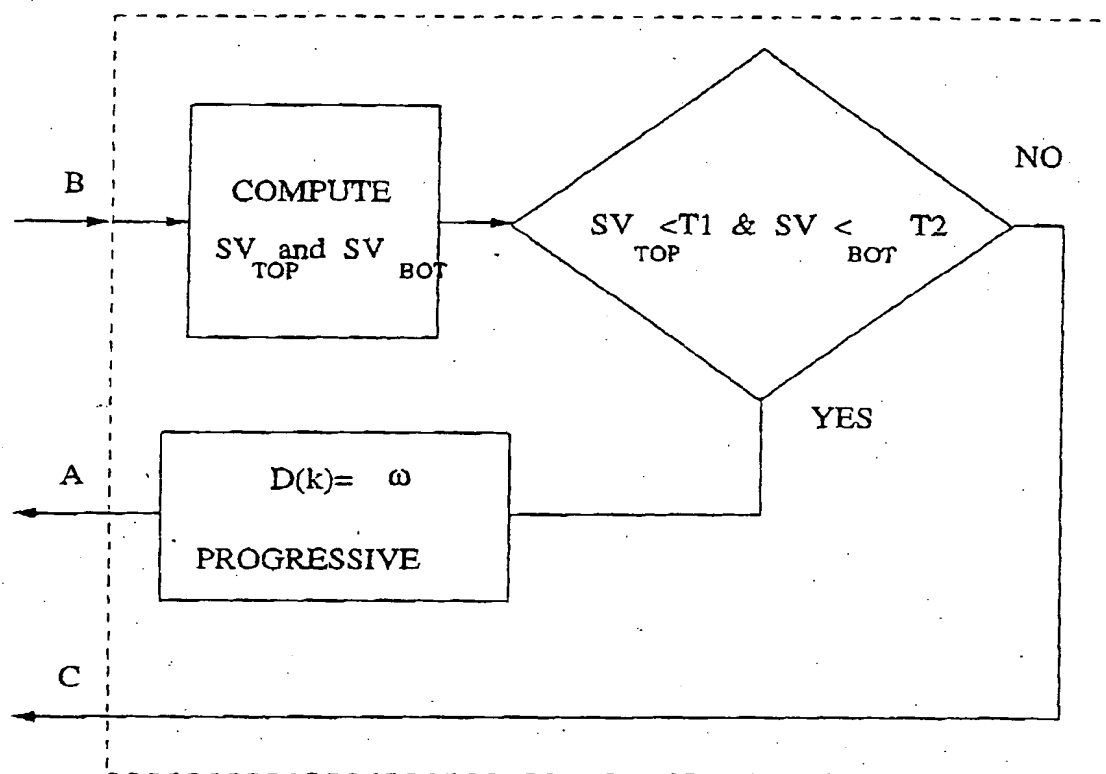 B
COMPUTE
SV TOP and SV BOT
SV TOP <T1 & SV < BOT T2
NO
YES
A
D(k)= ω
PROGRESSIVE
C